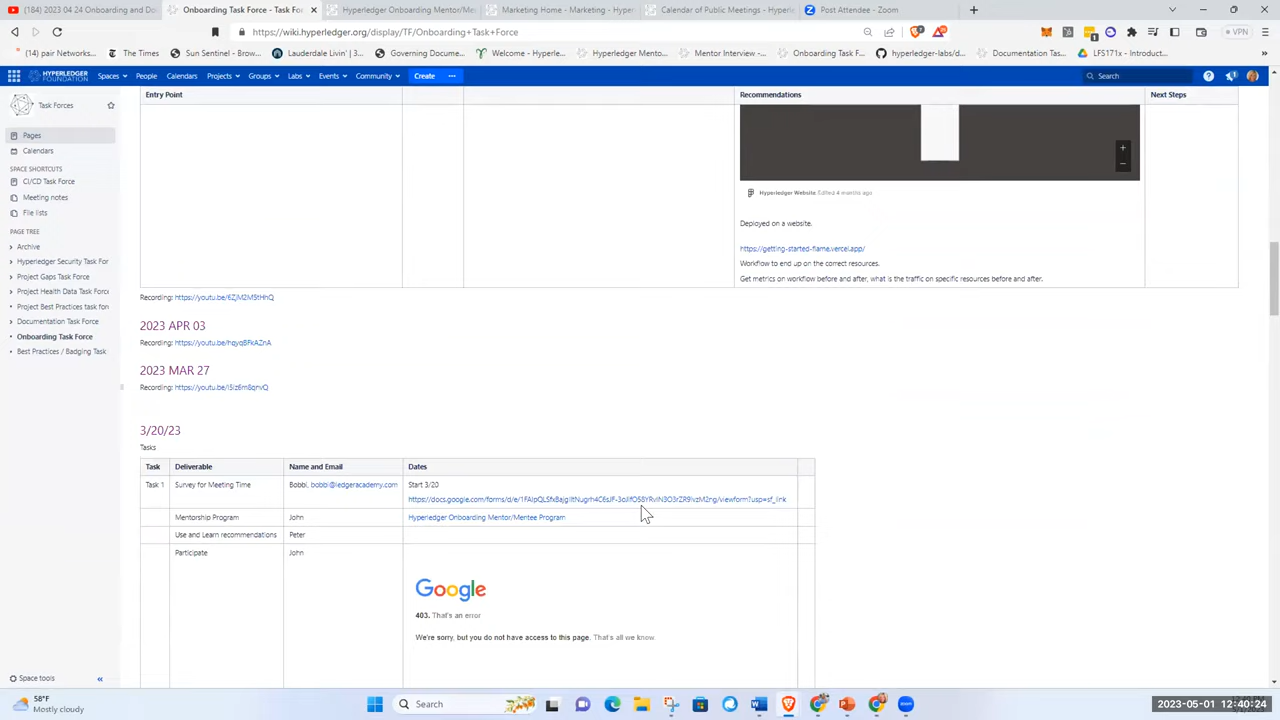 (184) 2023 04 24 Onboarding and Do
Onboarding Task Force - Task Fo
Hyperledger Onboarding Mentor/Me
Marketing Home - Marketing - Hype
Calendar of Public Meetings - Hyperle
Post Attendee - Zoom
https://wiki.hyperledger.org/display/TF/Onboarding+Task+Force
VPN
(14) pair Networks...
The Times
Sun Sentinel - Brow...
Lauderdale Livin' | 3...
Governing Docume...
Welcome - Hyperle...
Hyperledger Mento...
Mentor Interview -...
Onboarding Task F...
hyperledger-labs/d...
Documentation Tas...
LFS171x - Introduct...
HYPERLEDGER FOUNDATION
Spaces
People
Calendars
Projects
Groups
Labs
Events
Community
Create
Search
Task Forces
Pages
Calendars
SPACE SHORTCUTS
CI/CD Task Force
Meeting notes
File lists
PAGE TREE
Archive
Hyperledger Security Task For
Project Gaps Task Force
Project Health Data Task Force
Project Best Practices task forc
Documentation Task Force
Onboarding Task Force
Best Practices / Badging Task
Space tools
Entry Point
Recommendations
Next Steps
Hyperledger Website Edited 4 months ago
Deployed on a website.
https://getting-started-flame.vercel.app/
Workflow to end up on the correct resources.
Get metrics on workflow before and after, what is the traffic on specific resources before and after.
Recording:
2023 APR 03
Recording:
2023 MAR 27
Recording:
3/20/23
Tasks
Task Deliverable Name and Email Dates
Task 1 Survey for Meeting Time Bobbi, bobbi@ledgeracademy.com Start 3/20
Mentorship Program John Hyperledger Onboarding Mentor/Mentee Program
Use and Learn recommendations Peter
Participate John
Google
403. That's an error
We're sorry, but you do not have access to this page. That's all we know.
58°F
Mostly cloudy
Search
2023-05-01 12:40:24